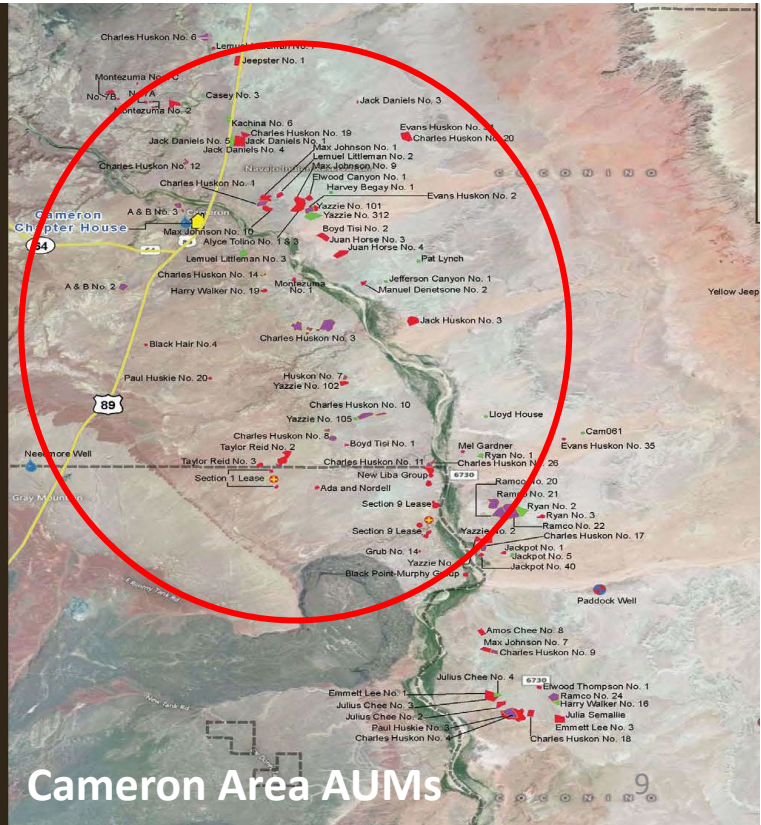 Charles Huskon No. 6
Jeepster No. 1
No. 7B
Casey No. 3
Montezuma No. 2
Jack Daniels No. 3
Kachina No. 6
Charles Huskon No. 19
Jack Daniels No. 5
Jack Daniels No. 1
Jack Daniels No. 4
Charles Huskon No. 20
Max Johnson No. 1
Lemuel Littleman No. 2
Max Johnson No. 9
Elwood Canyon No. 1
Harvey Begay No. 1
Charles Huskon No. 12
Charles Huskon No. 1
Evans Huskon No. 2
COCONINO
A & B No. 3
Cameron
Cameron
Chapter House
Yazzie No. 101
Yazzie No. 312
Max Johnson No. 10
Boyd Tisi No. 2
64
Alyce Tolino No. 1 & 3
Juan Horse No. 3
Juan Horse No. 4
Lemuel Littleman No. 3
Pat Lynch
Charles Huskon No. 14
Jefferson Canyon No. 1
A & B No. 2
Harry Walker No. 19
Montezuma
No. 1
Manuel Denetsone No. 2
Yellow Jeep
Jack Huskon No. 3
Charles Huskon No. 3
Black Hair No.4
Paul Huskie No. 20
Huskon No. 7
Yazzie No. 102
89
Charles Huskon No. 10
Yazzie No. 105
Lloyd House
Charles Huskon No. 8
Boyd Tisi No. 1
Cam061
Evans Huskon No. 35
Taylor Reid No. 2
Mel Gardner
Ryan No. 1
Needmore Well
Taylor Reid No. 3
Charles Huskon No. 11
Charles Huskon No. 26
New Liba Group
6730
Section 1 Lease
Ramco No. 20
Gray Mountain
Ada and Nordell
Ramco No. 21
Ryan No. 2
Section 9 Lease
Ryan No. 3
Ramco No. 22
Section 9 Lease
Yazzie No. 2
Charles Huskon No. 17
Grub No. 14
Jackpot No. 1
Jackpot No. 5
Jackpot No. 40
Black Point-Murphy Group
Paddock Well
Amos Chee No. 8
Max Johnson No. 7
Charles Huskon No. 9
Julius Chee No. 4
6730
Elwood Thompson No. 1
Emmett Lee No. 1
Ramco No. 24
Julius Chee No. 3
Harry Walker No. 16
New Tank Rd
Julius Chee No. 2
Julia Semallie
Paul Huskie No. 3
Emmett Lee No. 3
Charles Huskon No. 4
Charles Huskon No. 18
Cameron Area AUMs
9
COCONINO